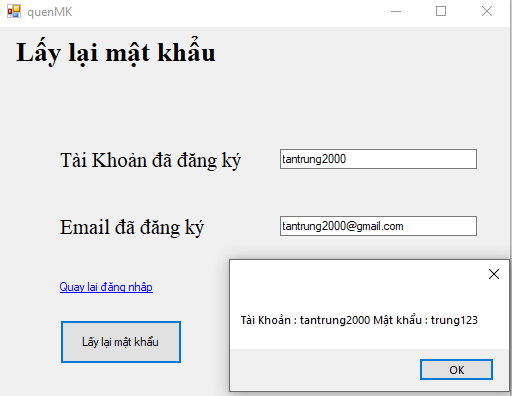 quenMK
Lấy lại mật khẩu
Tài Khoản đã đăng ký
tantrung2000
Email đã đăng ký
tantrung2000@gmail.com
Quay lại đăng nhập
Lấy lại mật khẩu
Tài Khoản : tantrung2000 Mật khẩu : trung123
OK